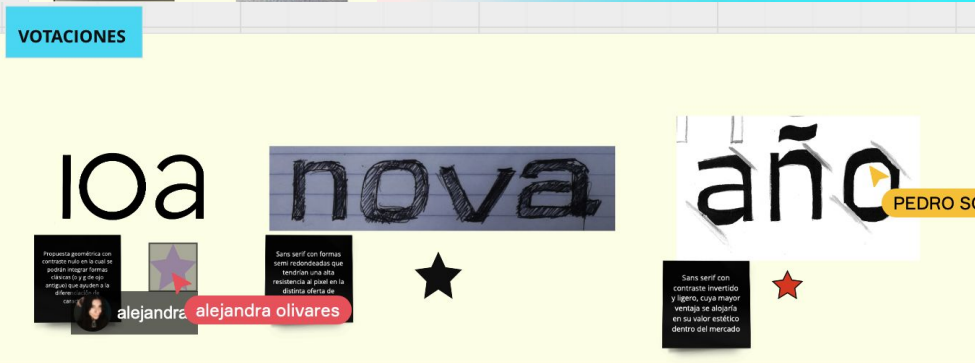 VOTACIONES
ıoa
nova
año
PEDRO SO
Propuesta geométrica con
contraste nulo en la cual se
podrán integrar formas
clásicas (o y g de ojo
antiguo) que ayuden a la
alejandra
alejandra olivares
Sans serif con formas
semi redondeadas que
tendrían una alta
resistencia al pixel en la
distinta oferta de
Sans serif con
contraste invertido
y ligero, cuya mayor
ventaja se alojaría
en su valor estético
dentro del mercado